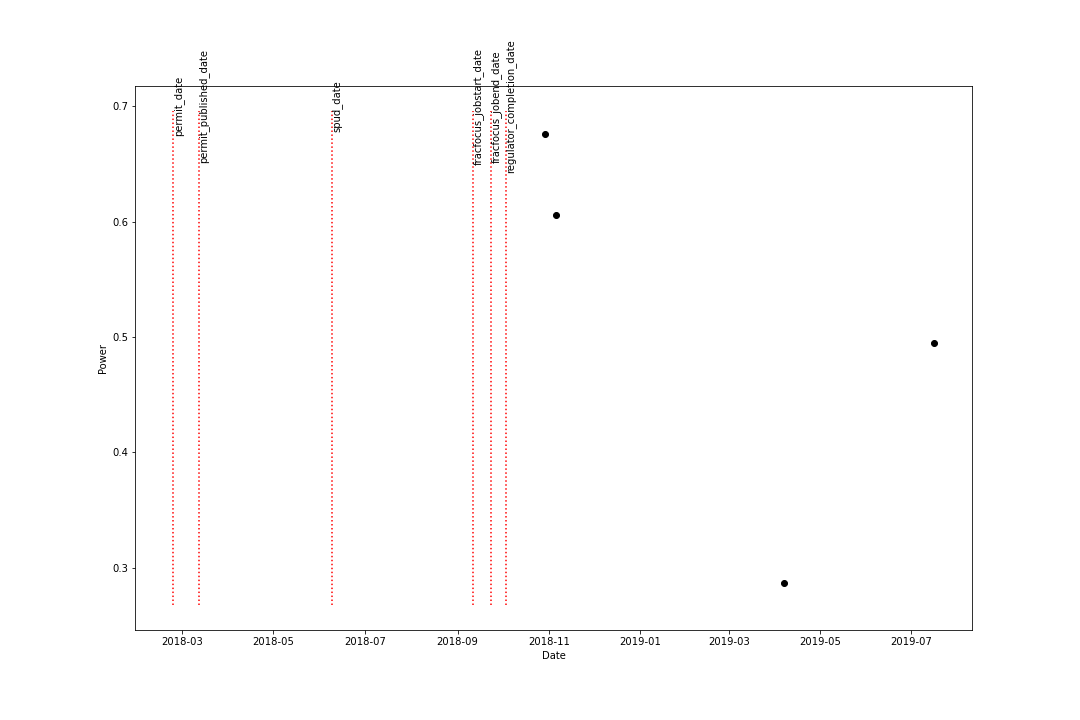 permit_date
permit_published_date
spud_date
fracfocus_jobstart_date
fracfocus_jobend_date
regulator_completion_date
0.7
0.6
0.5
0.4
0.3
Power
2018-03 2018-05 2018-07 2018-09 2018-11 2019-01 2019-03 2019-05 2019-07
Date